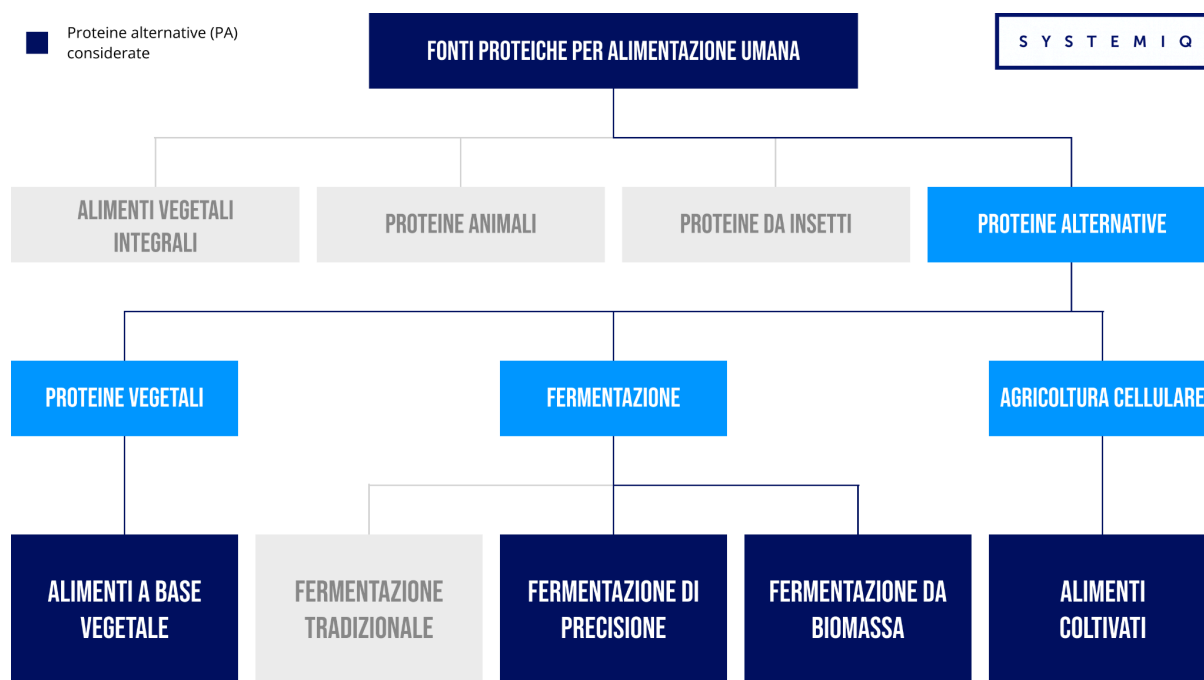 Proteine alternative (PA)
considerate
FONTI PROTEICHE PER ALIMENTAZIONE UMANA
SYSTEMIQ
ALIMENTI VEGETALI
INTEGRALI
PROTEINE ANIMALI
PROTEINE DA INSETTI
PROTEINE ALTERNATIVE
PROTEINE VEGETALI
FERMENTAZIONE
AGRICOLTURA CELLULARE
ALIMENTI A BASE
VEGETALE
FERMENTAZIONE
TRADIZIONALE
FERMENTAZIONE DI
PRECISIONE
FERMENTAZIONE DA
BIOMASSA
ALIMENTI
COLTIVATI